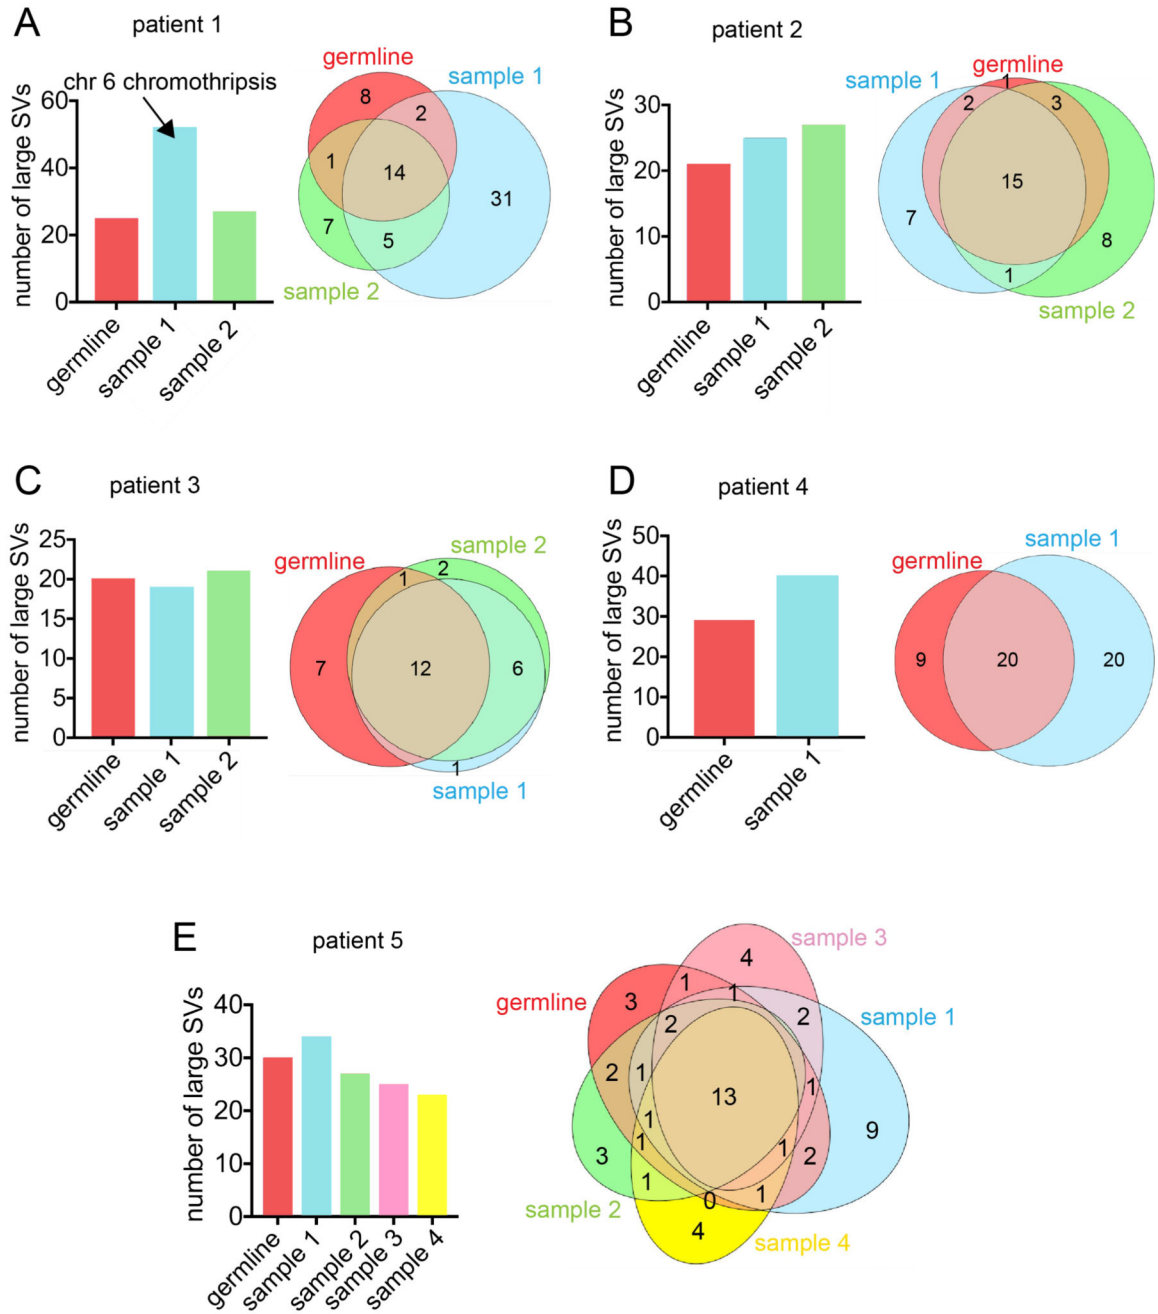 A
patient 1
chr 6 chromothripsis
number of large SVs
60
40
20
0
germline
sample 1
sample 2
germline
sample 1
8
2
1
14
31
7
5
sample 2
B
patient 2
number of large SVs
30
20
10
0
germline
sample 1
sample 2
germline
sample 1
1
2
3
15
7
8
1
sample 2
C
patient 3
number of large SVs
25
20
15
10
5
0
germline
sample 1
sample 2
sample 2
germline
1
2
7
12
6
1
sample 1
D
patient 4
number of large SVs
50
40
30
20
10
0
germline
sample 1
sample 1
germline
9
20
20
E
patient 5
number of large SVs
40
30
20
10
0
germline
sample 1
sample 2
sample 3
sample 4
sample 3
4
germline
3
1
1
2
2
sample 1
2
1
1
13
1
9
1
1
3
2
1
1
0
sample 2
4
sample 4